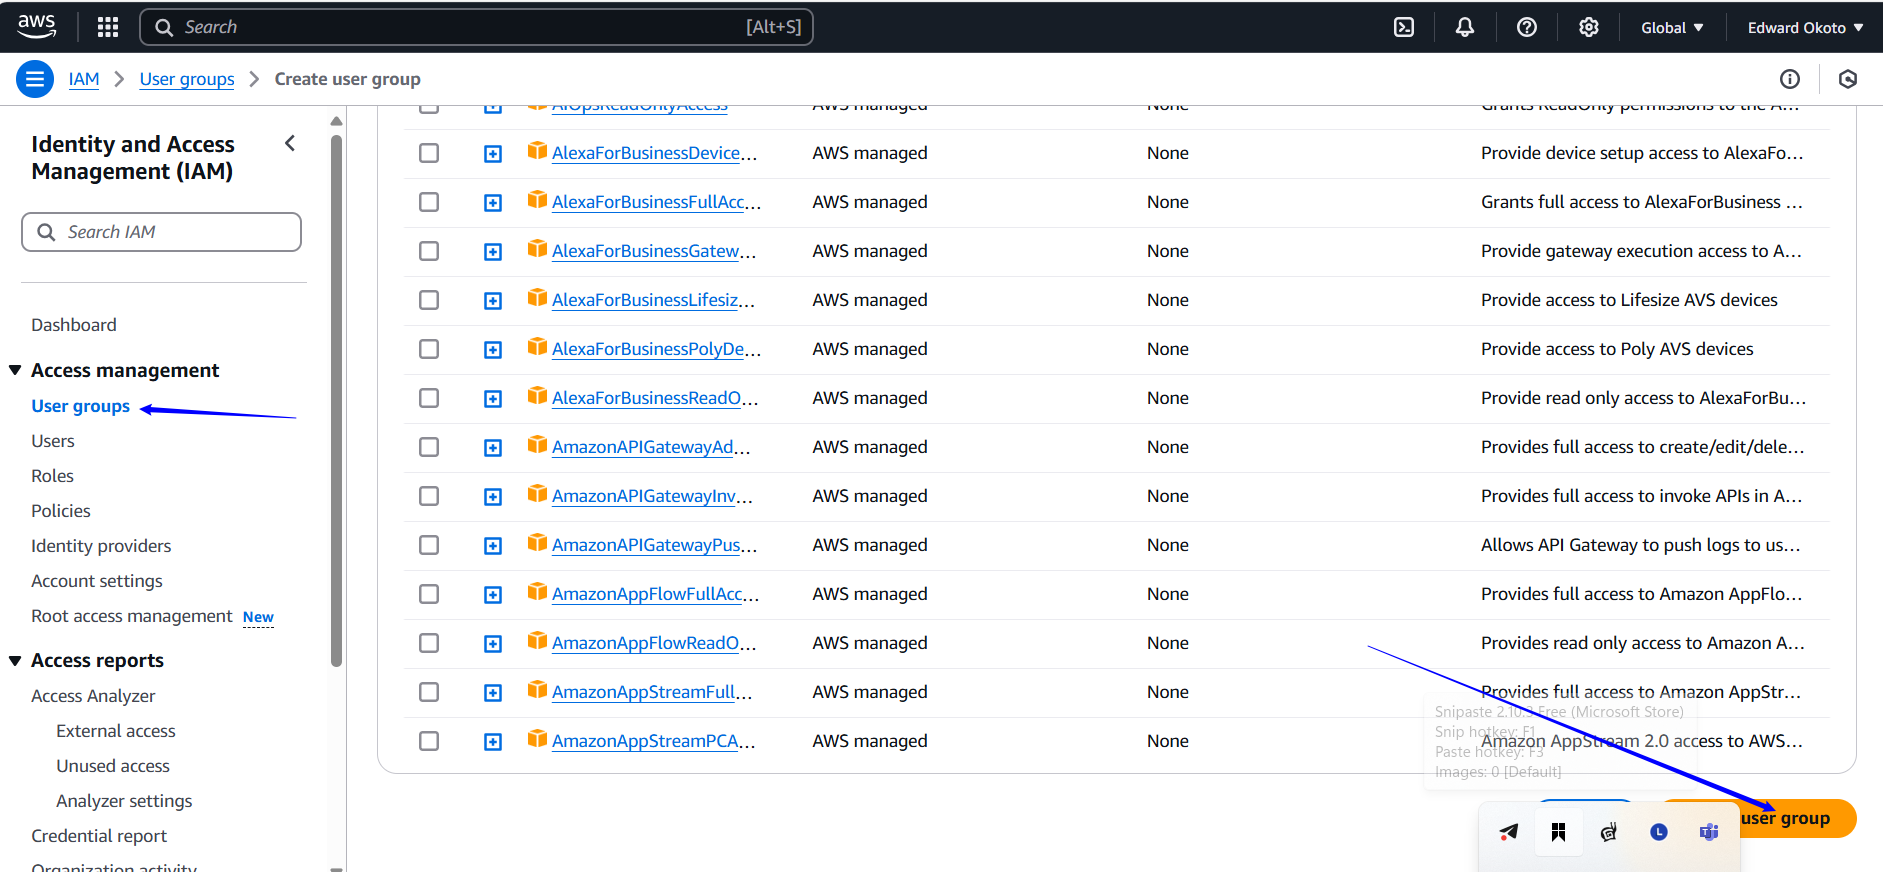 aws
Search [Alt+S]
Global
Edward Okoto
IAM
User groups
Create user group
Identity and Access Management (IAM)
Search IAM
Dashboard
Access management
User groups
Users
Roles
Policies
Identity providers
Account settings
Root access management New
Access reports
Access Analyzer
External access
Unused access
Analyzer settings
Credential report
Organization activity
AIOpsReadOnlyAccess AWS managed None Grants ReadOnly permissions to the A...
AlexaForBusinessDevice... AWS managed None Provide device setup access to AlexaFo...
AlexaForBusinessFullAcc... AWS managed None Grants full access to AlexaForBusiness ...
AlexaForBusinessGatew... AWS managed None Provide gateway execution access to A...
AlexaForBusinessLifesiz... AWS managed None Provide access to Lifesize AVS devices
AlexaForBusinessPolyDe... AWS managed None Provide access to Poly AVS devices
AlexaForBusinessReadO... AWS managed None Provide read only access to AlexaForBu...
AmazonAPIGatewayAd... AWS managed None Provides full access to create/edit/dele...
AmazonAPIGatewayInv... AWS managed None Provides full access to invoke APIs in A...
AmazonAPIGatewayPus... AWS managed None Allows API Gateway to push logs to us...
AmazonAppFlowFullAcc... AWS managed None Provides full access to Amazon AppFlo...
AmazonAppFlowReadO... AWS managed None Provides read only access to Amazon A...
AmazonAppStreamFull... AWS managed None Provides full access to Amazon AppStr...
AmazonAppStreamPCA... AWS managed None Amazon AppStream 2.0 access to AWS...
Snipaste 2.10.3 Free (Microsoft Store)
Snip hotkey: F1
Paste hotkey: F3
Images: 0 [Default]
user group